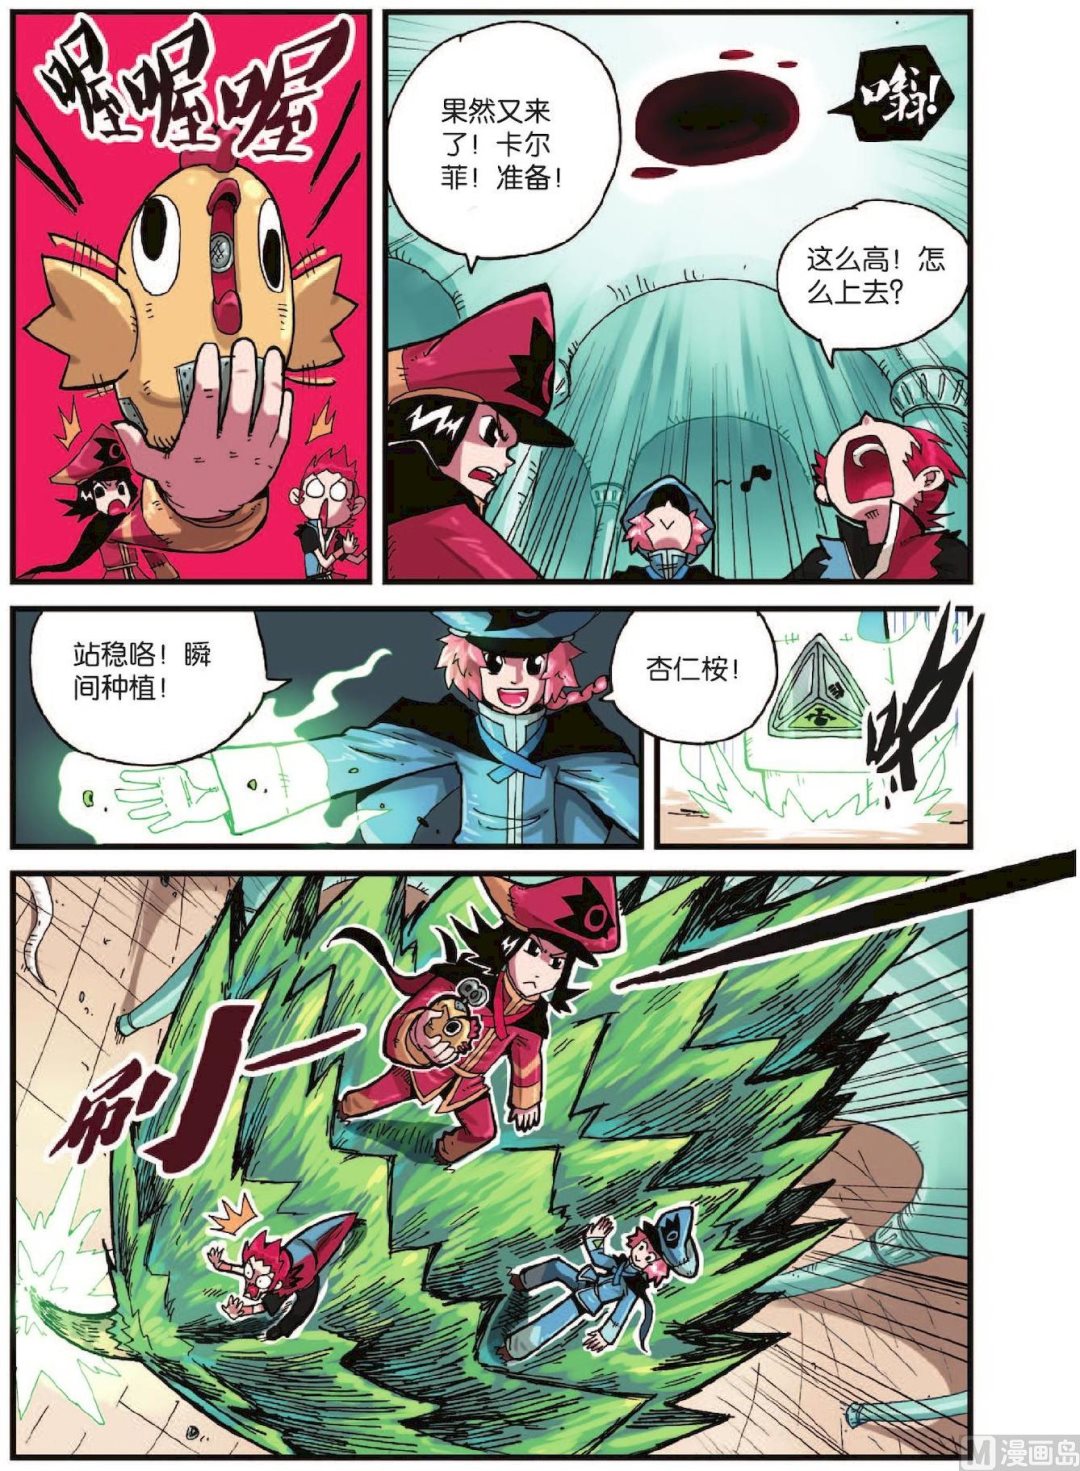 喔喔喔
果然又来
了！卡尔
菲！准备！
嗡！
这么高！怎
么上去？
站稳咯！瞬
间种植！
杏仁桉！
刷
漫画岛